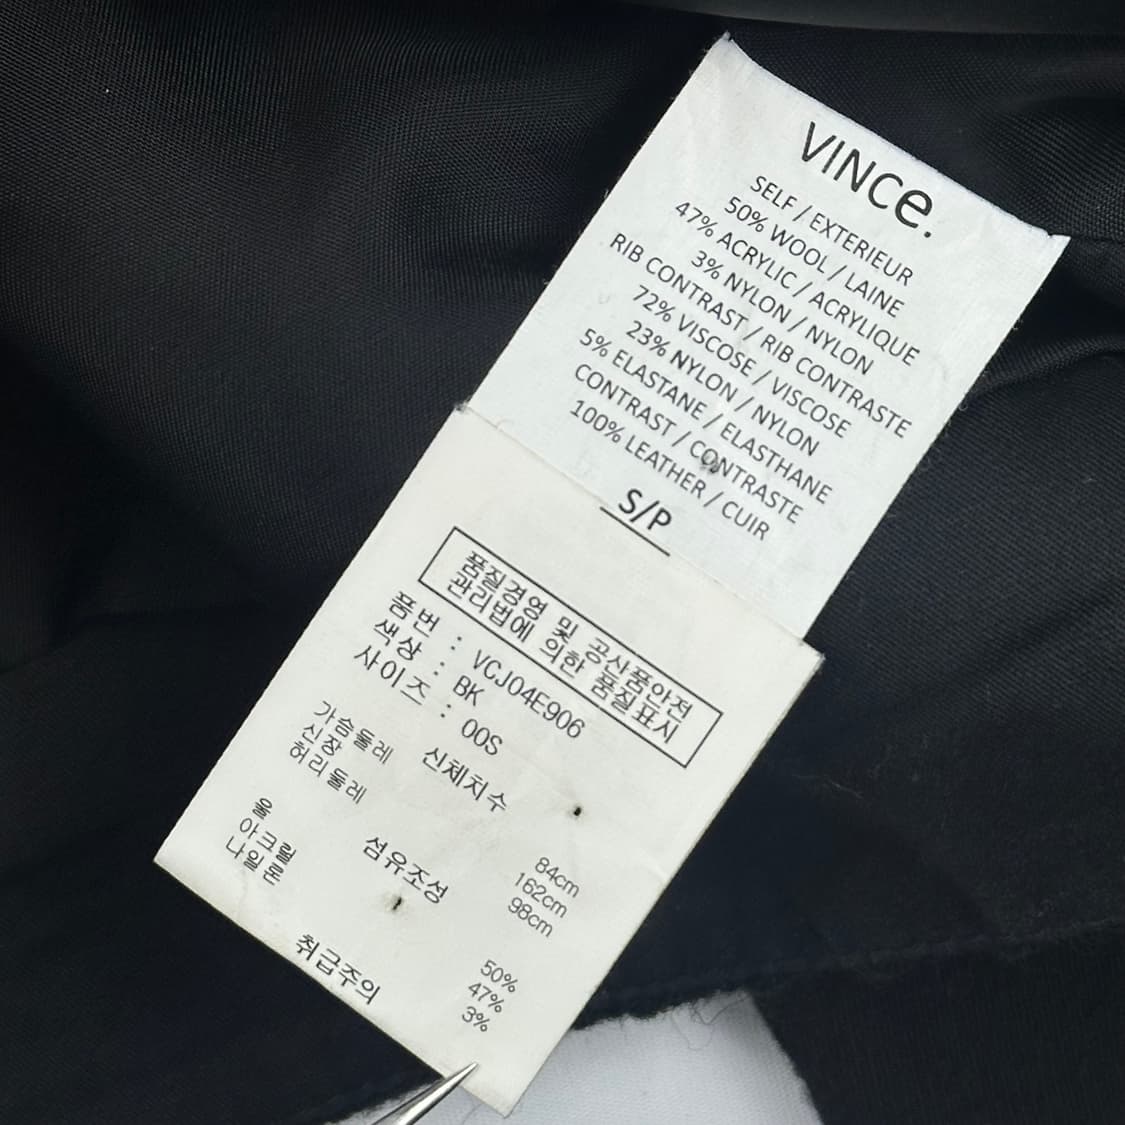 VINCe.
SELF / EXTERIEUR
50% WOOL / LAINE
47% ACRYLIC / ACRYLIQUE
3% NYLON / NYLON
RIB CONTRAST / RIB CONTRASTE
72% VISCOSE / VISCOSE
23% NYLON / NYLON
5% ELASTANE / ELASTHANE
CONTRAST / CONTRASTE
100% LEATHER / CUIR
S/P
품질경영 및 공산품안전
관리법에 의한 품질표시
품번 : VCJ04E906
색상 : BK
사이즈 : 00S
신체치수
가슴둘레 84cm
신장 162cm
허리둘레 98cm
섬유조성
울 50%
아크릴 47%
나일론 3%
취급주의